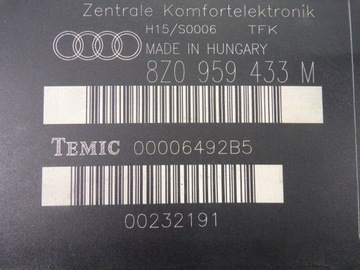 Zentrale Komfortelektronik
H15/S0006 TFK
MADE IN HUNGARY
8Z0 959 433 M
TEMIC 00006492B5
00232191